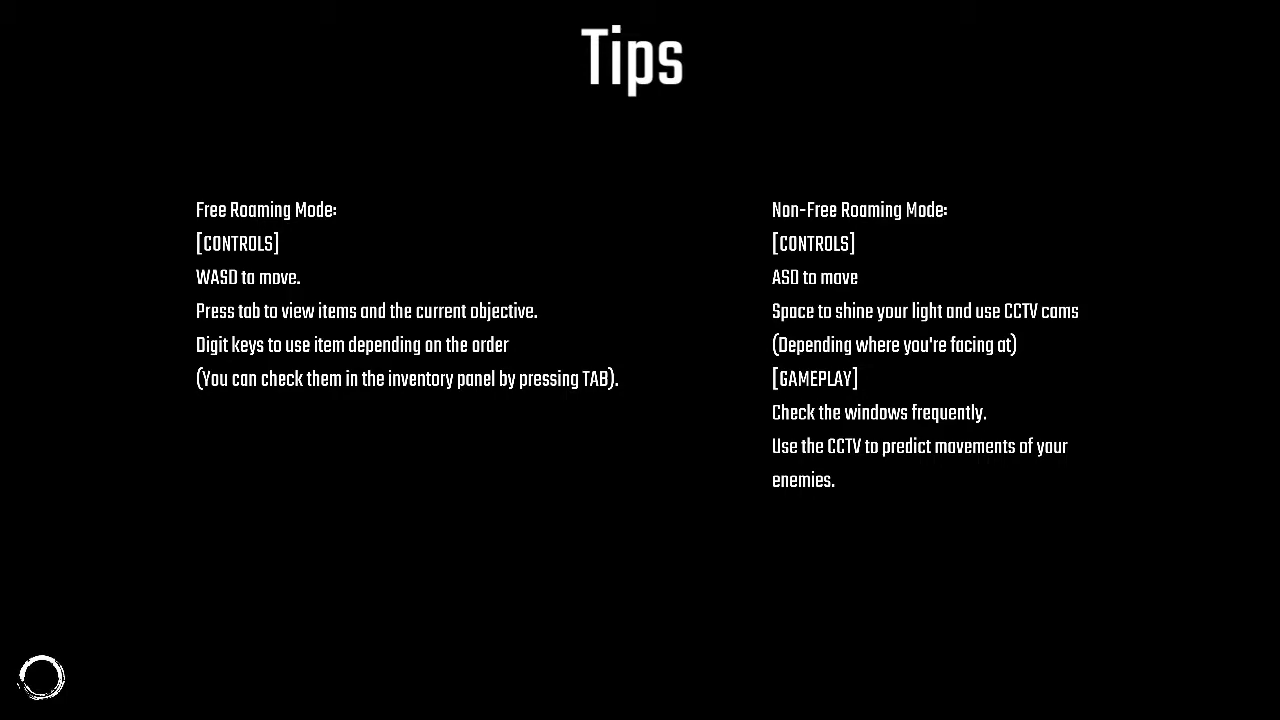 Tips
Free Roaming Mode:
[CONTROLS]
WASD to move.
Press tab to view items and the current objective.
Digit keys to use item depending on the order
(You can check them in the inventory panel by pressing TAB).
Non-Free Roaming Mode:
[CONTROLS]
ASD to move
Space to shine your light and use CCTV cams
(Depending where you're facing at)
[GAMEPLAY]
Check the windows frequently.
Use the CCTV to predict movements of your
enemies.